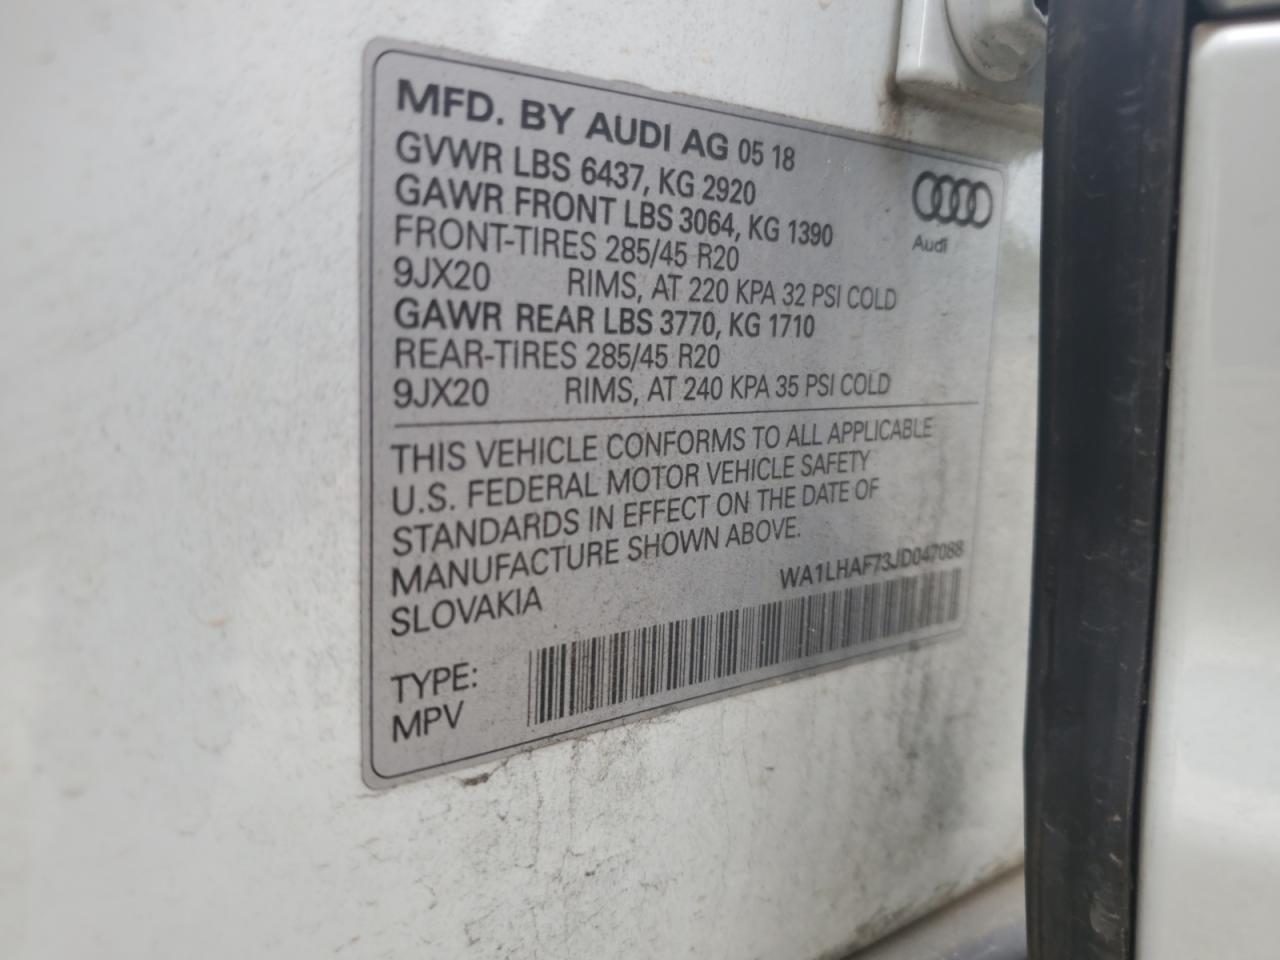 MFD. BY AUDI AG 05 18
GVWR LBS 6437, KG 2920
GAWR FRONT LBS 3064, KG 1390
FRONT-TIRES 285/45 R20
9JX20 RIMS, AT 220 KPA 32 PSI COLD
GAWR REAR LBS 3770, KG 1710
REAR-TIRES 285/45 R20
9JX20 RIMS, AT 240 KPA 35 PSI COLD
Audi
THIS VEHICLE CONFORMS TO ALL APPLICABLE
U.S. FEDERAL MOTOR VEHICLE SAFETY
STANDARDS IN EFFECT ON THE DATE OF
MANUFACTURE SHOWN ABOVE.
SLOVAKIA
WA1LHAF73JD047088
TYPE:
MPV